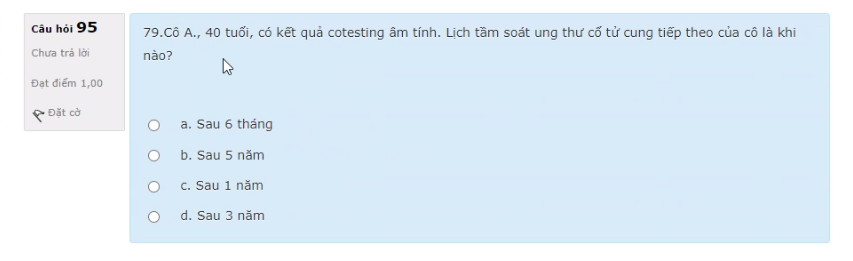 Câu hỏi 95
Chưa trả lời
Đạt điểm 1,00
Đặt cờ
79.Cô A., 40 tuổi, có kết quả cotesting âm tính. Lịch tầm soát ung thư cổ tử cung tiếp theo của cô là khi
nào?
a. Sau 6 tháng
b. Sau 5 năm
c. Sau 1 năm
d. Sau 3 năm